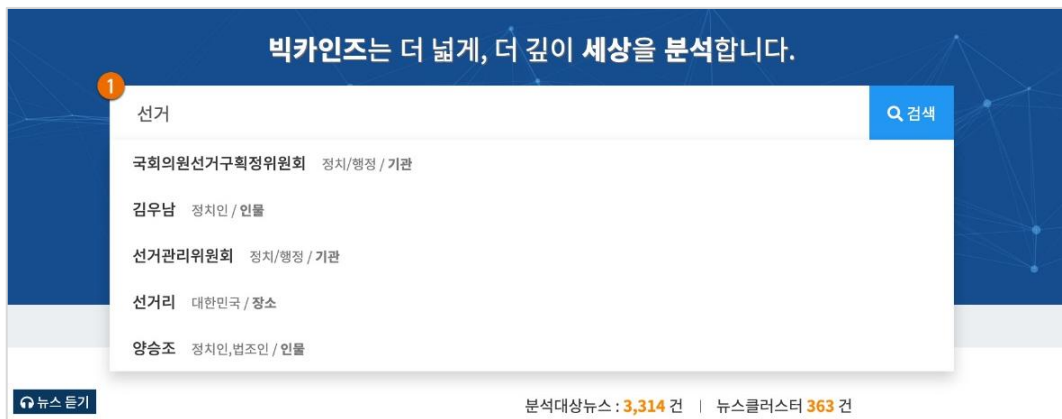 빅카인즈는 더 넓게, 더 깊이 세상을 분석합니다.
1
선거 검색
국회의원선거구획정위원회 정치/행정 / 기관
김우남 정치인 / 인물
선거관리위원회 정치/행정 / 기관
선거리 대한민국 / 장소
양승조 정치인,법조인 / 인물
뉴스 듣기 분석대상뉴스 : 3,314 건 | 뉴스클러스터 363 건